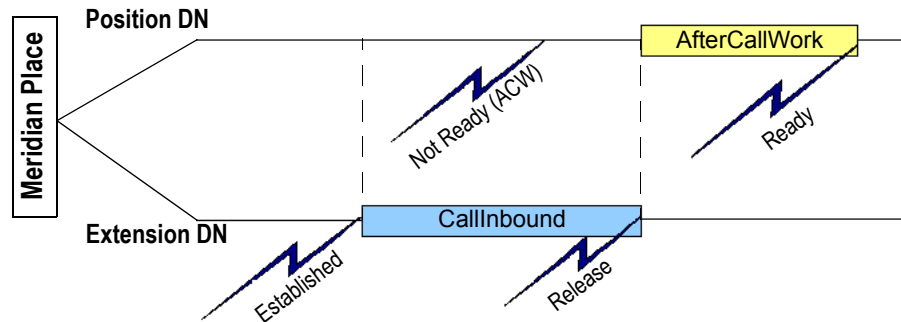 Position DN
AfterCallWork
Meridian Place
Not Ready (ACW)
Ready
Extension DN
CallInbound
Established
Release